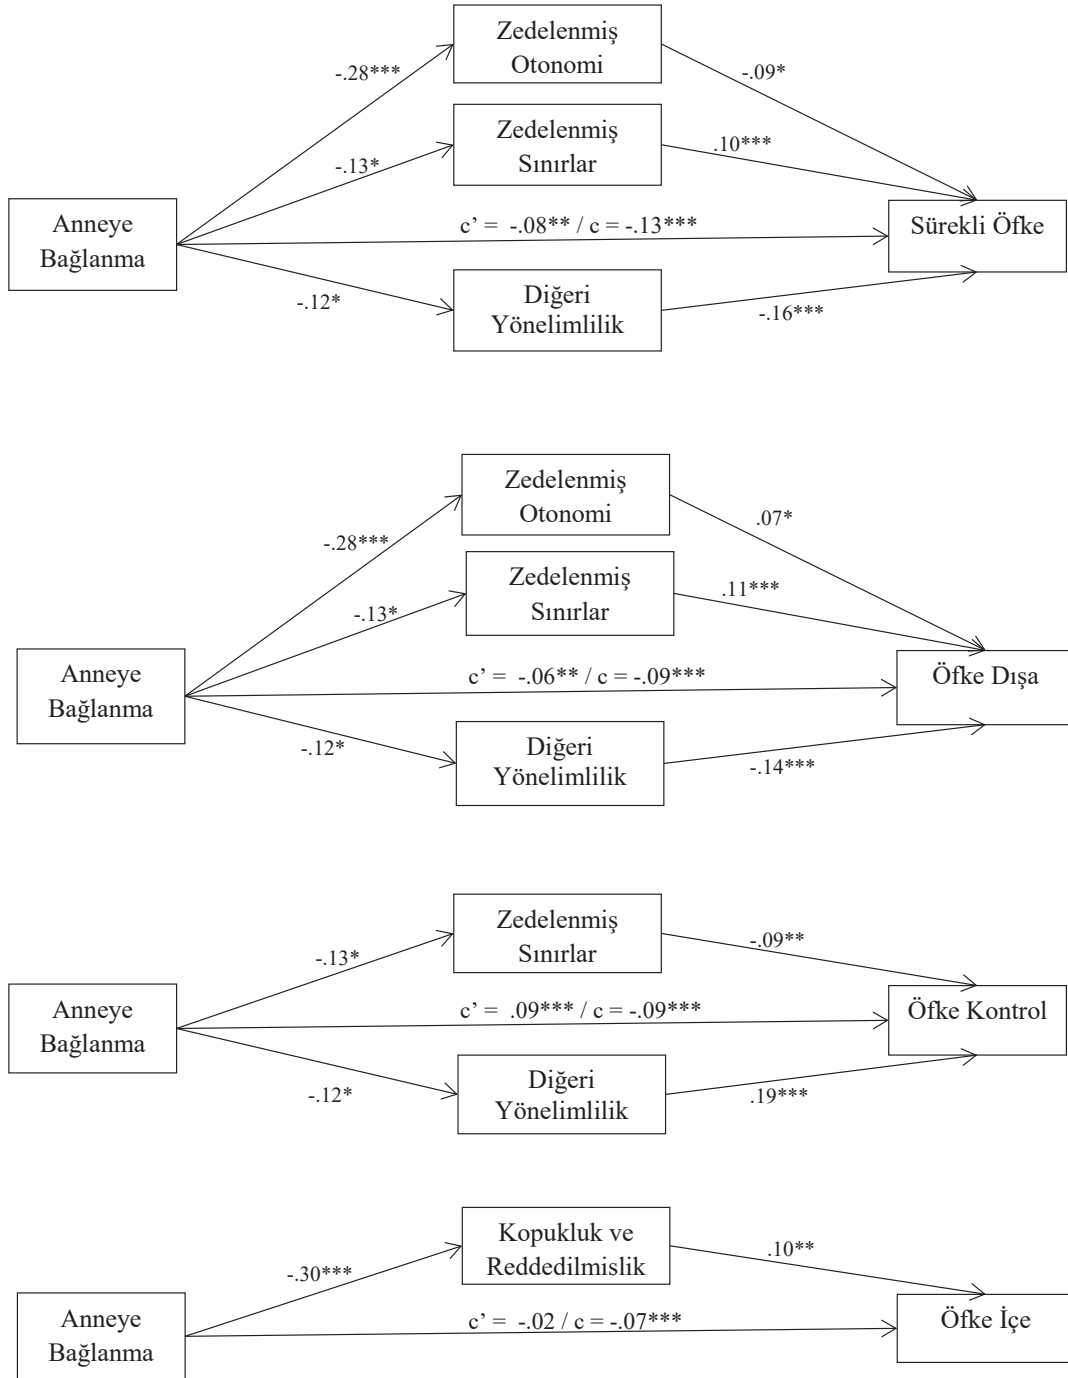 Zedelenmiş
Otonomi
-.28***
-.09*
Zedelenmiş
Sınırlar
-.13*
.10***
Anneye
Bağlanma
c’ = -.08** / c = -.13***
Sürekli Öfke
Diğeri
Yönelimlilik
-.12*
-.16***
Zedelenmiş
Otonomi
-.28***
.07*
Zedelenmiş
Sınırlar
-.13*
.11***
Anneye
Bağlanma
c’ = -.06** / c = -.09***
Öfke Dışa
Diğeri
Yönelimlilik
-.12*
-.14***
Zedelenmiş
Sınırlar
-.13*
-.09**
Anneye
Bağlanma
c’ = .09*** / c = -.09***
Öfke Kontrol
Diğeri
Yönelimlilik
-.12*
.19***
Kopukluk ve
Reddedilmislik
-.30***
.10**
Anneye
Bağlanma
c’ = -.02 / c = -.07***
Öfke İçe